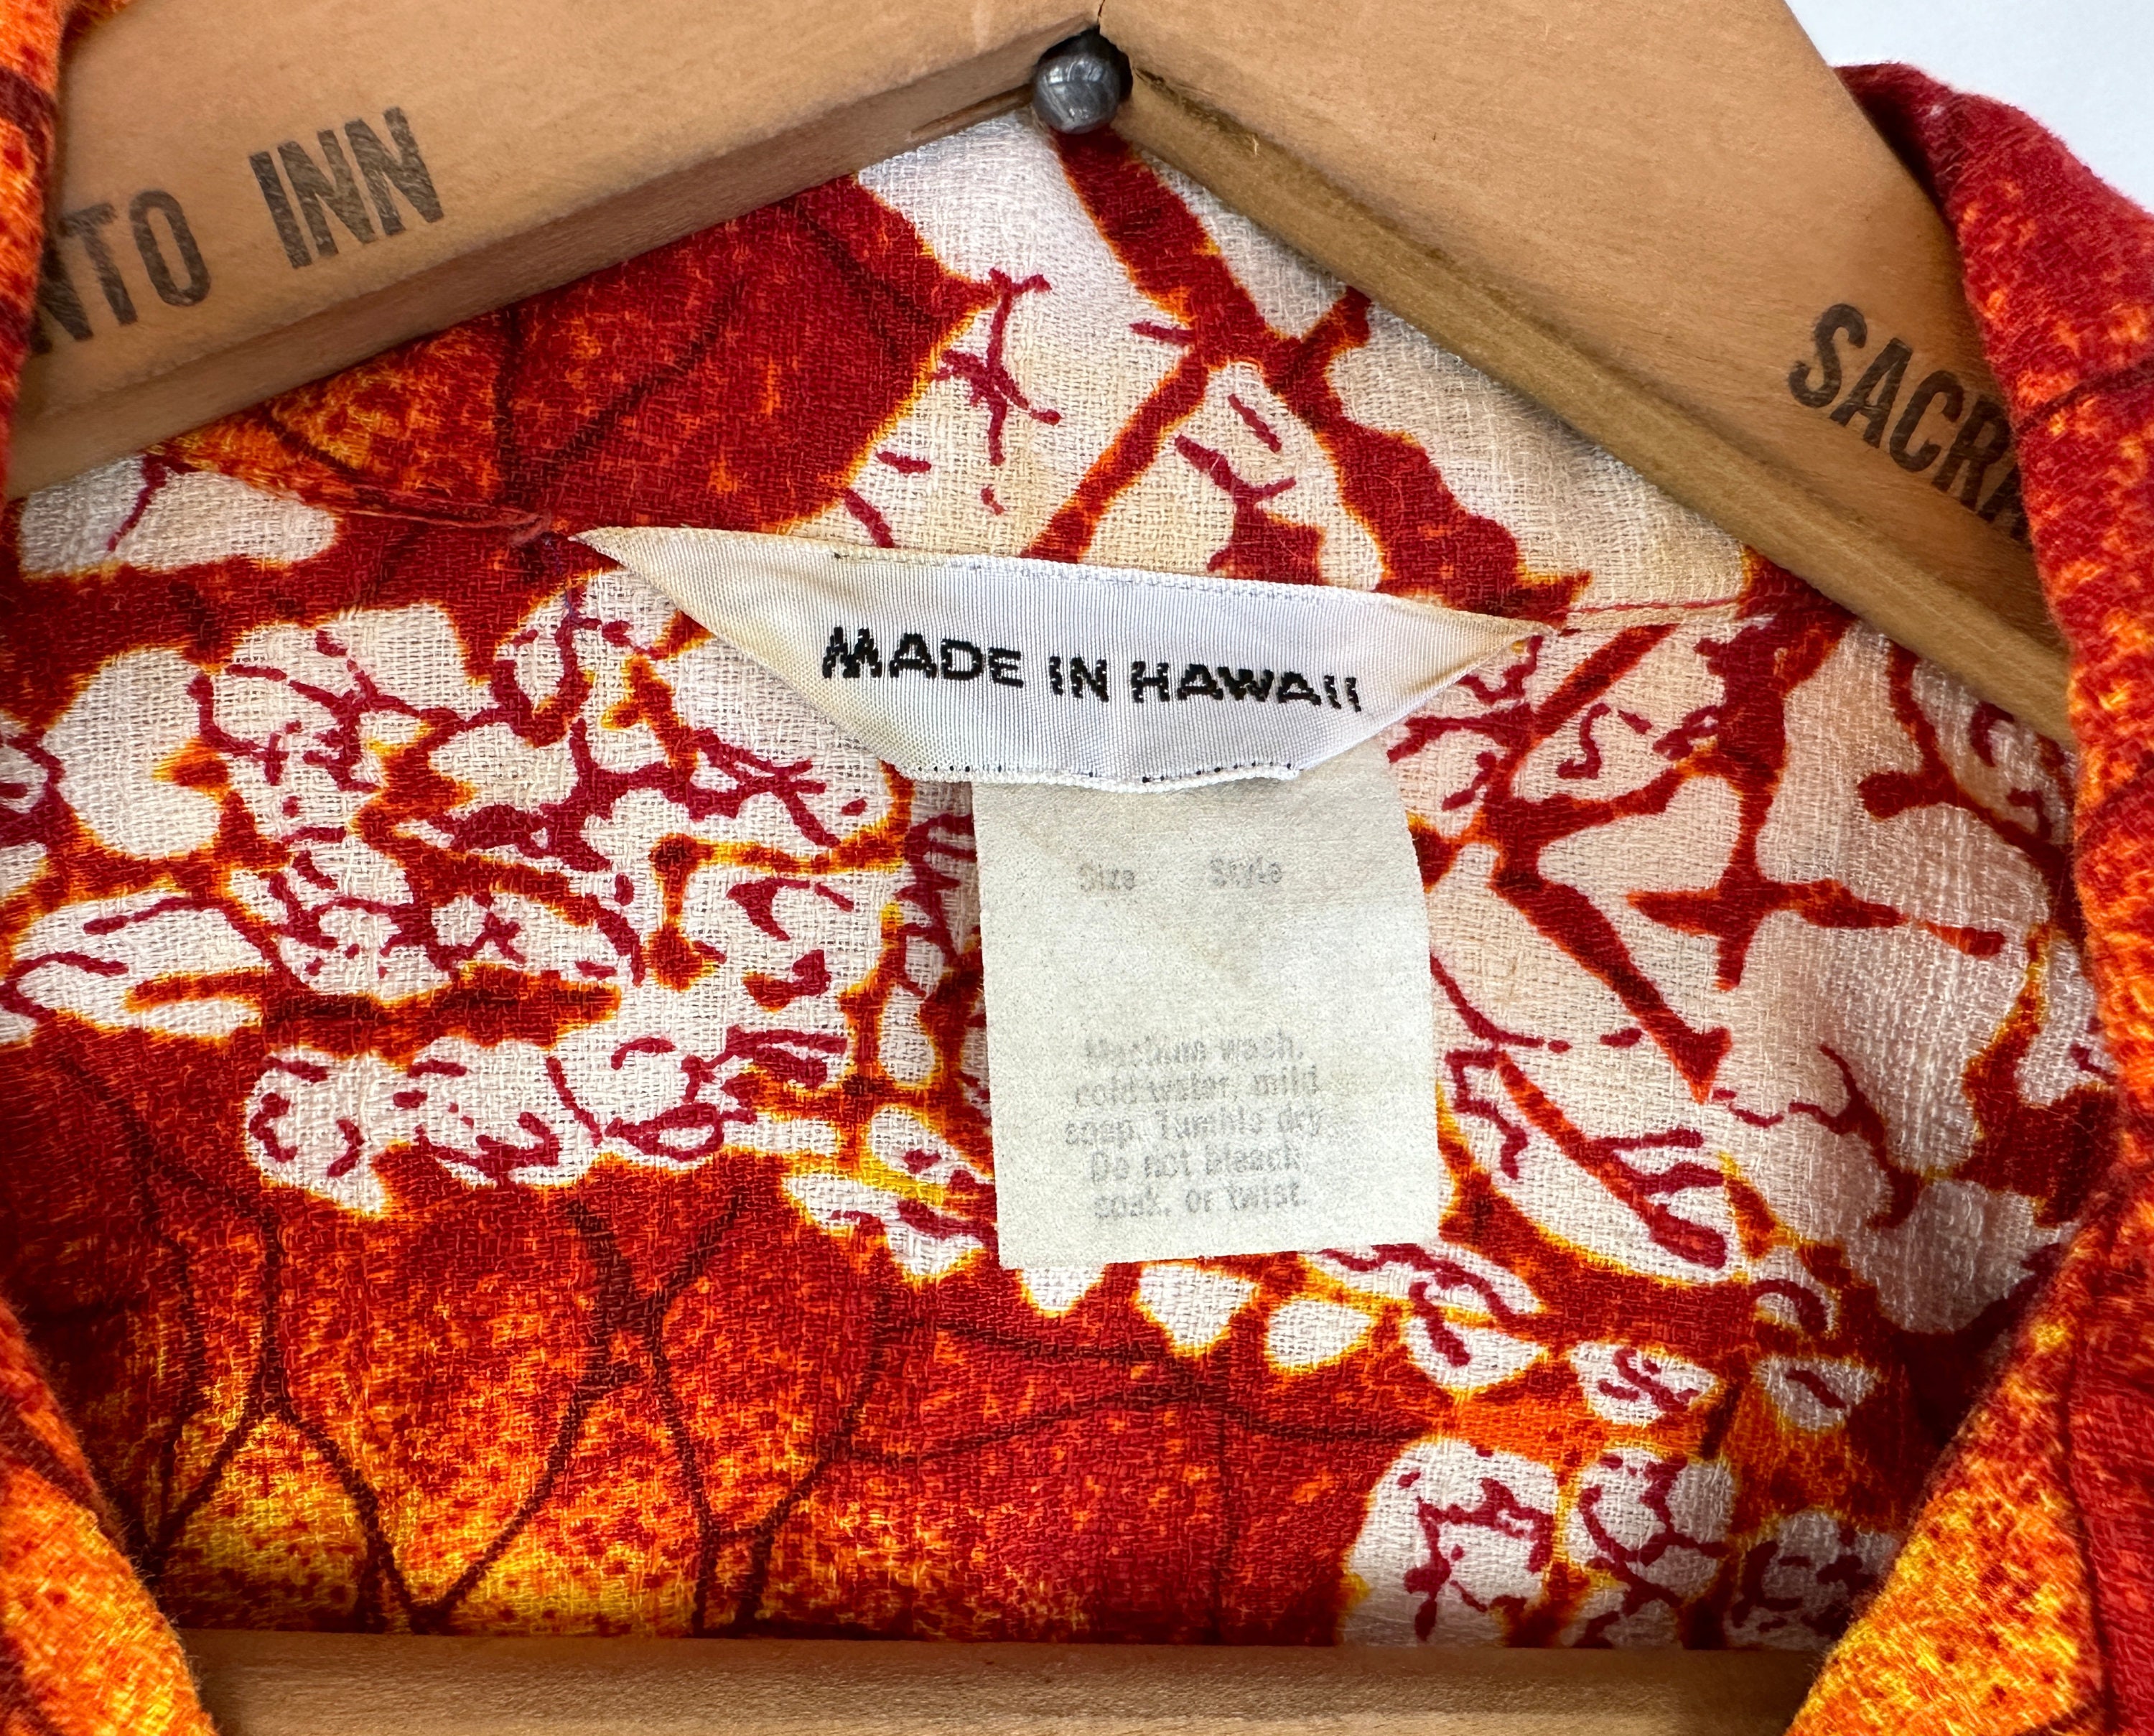 NTO INN
SACRA
MADE IN HAWAII
Size Style
Machine wash,
cold water, mild
soap. Tumble dry
Do not bleach,
soak, or twist.